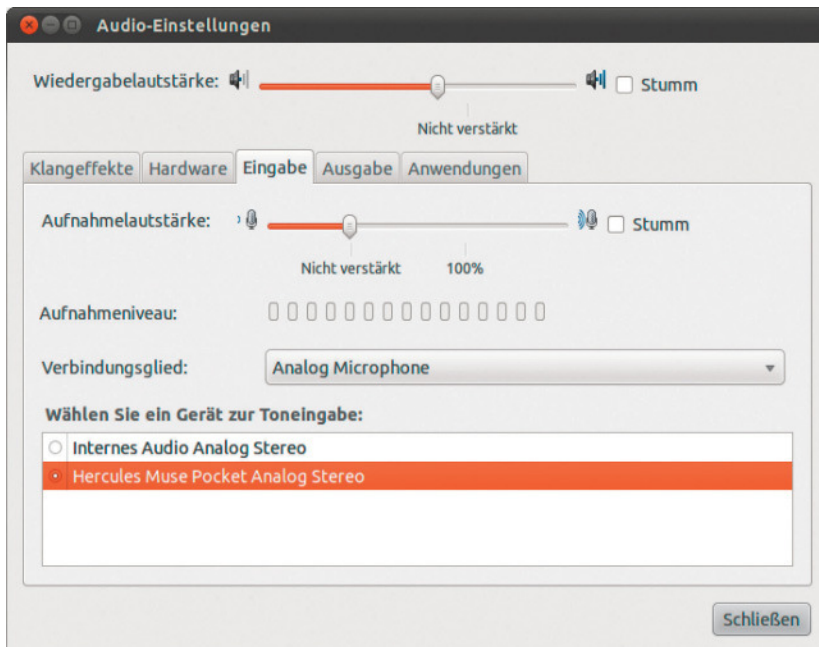 Audio-Einstellungen
Wiedergabelautstärke: Stumm
Nicht verstärkt
Klangeffekte Hardware Eingabe Ausgabe Anwendungen
Aufnahmelautstärke: Stumm
Nicht verstärkt 100%
Aufnahmeniveau:
Verbindungsglied: Analog Microphone
Wählen Sie ein Gerät zur Toneingabe:
Internes Audio Analog Stereo
Hercules Muse Pocket Analog Stereo
Schließen